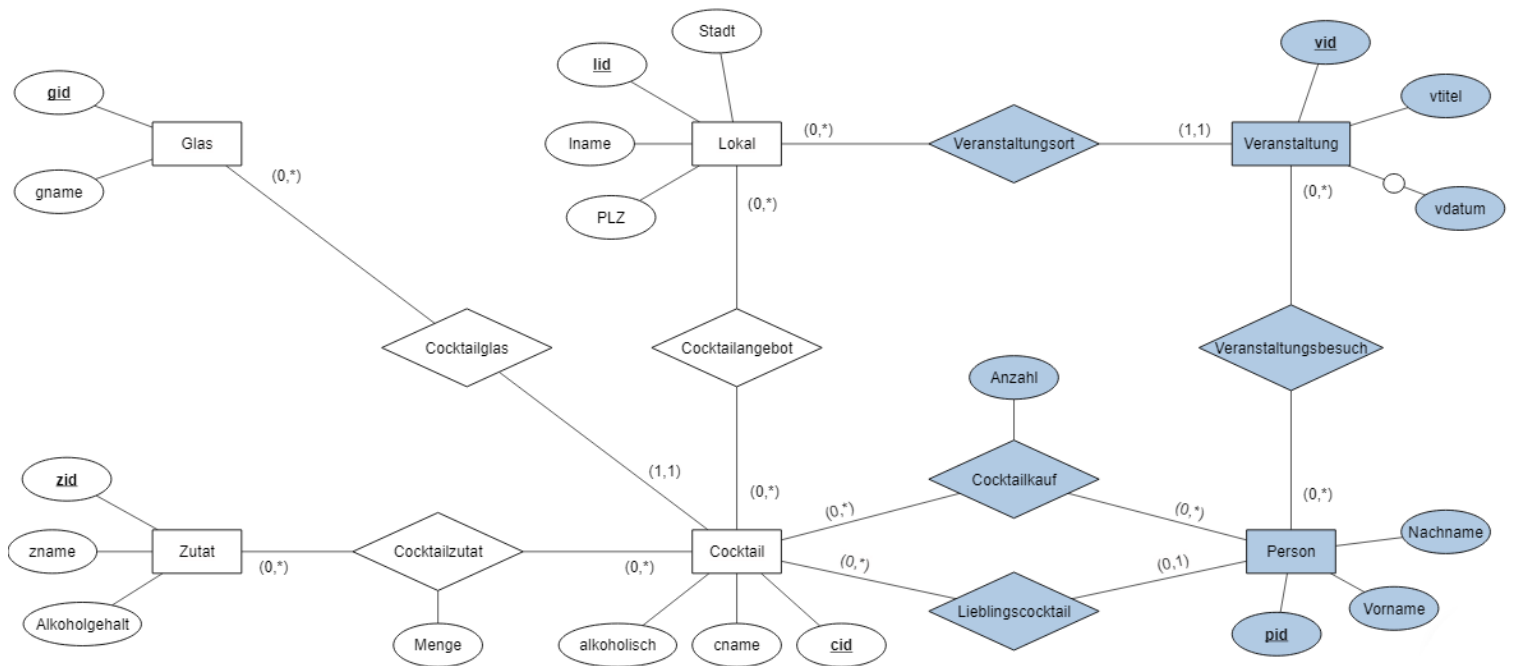 Stadt
vid
lid
gid
vtitel
Glas
(0,*)
lname
Lokal
(0,*)
Veranstaltungsort
(1,1)
Veranstaltung
gname
PLZ
(0,*)
(0,*)
vdatum
Cocktailglas
Cocktailangebot
Veranstaltungsbesuch
Anzahl
(1,1)
zid
Cocktailkauf
(0,*)
(0,*)
(0,*)
(0,*)
Nachname
zname
Zutat
(0,*)
Cocktailzutat
(0,*)
Cocktail
(0,*)
(0,1)
Person
Alkoholgehalt
Lieblingscocktail
Vorname
Menge
alkoholisch
cname
cid
pid